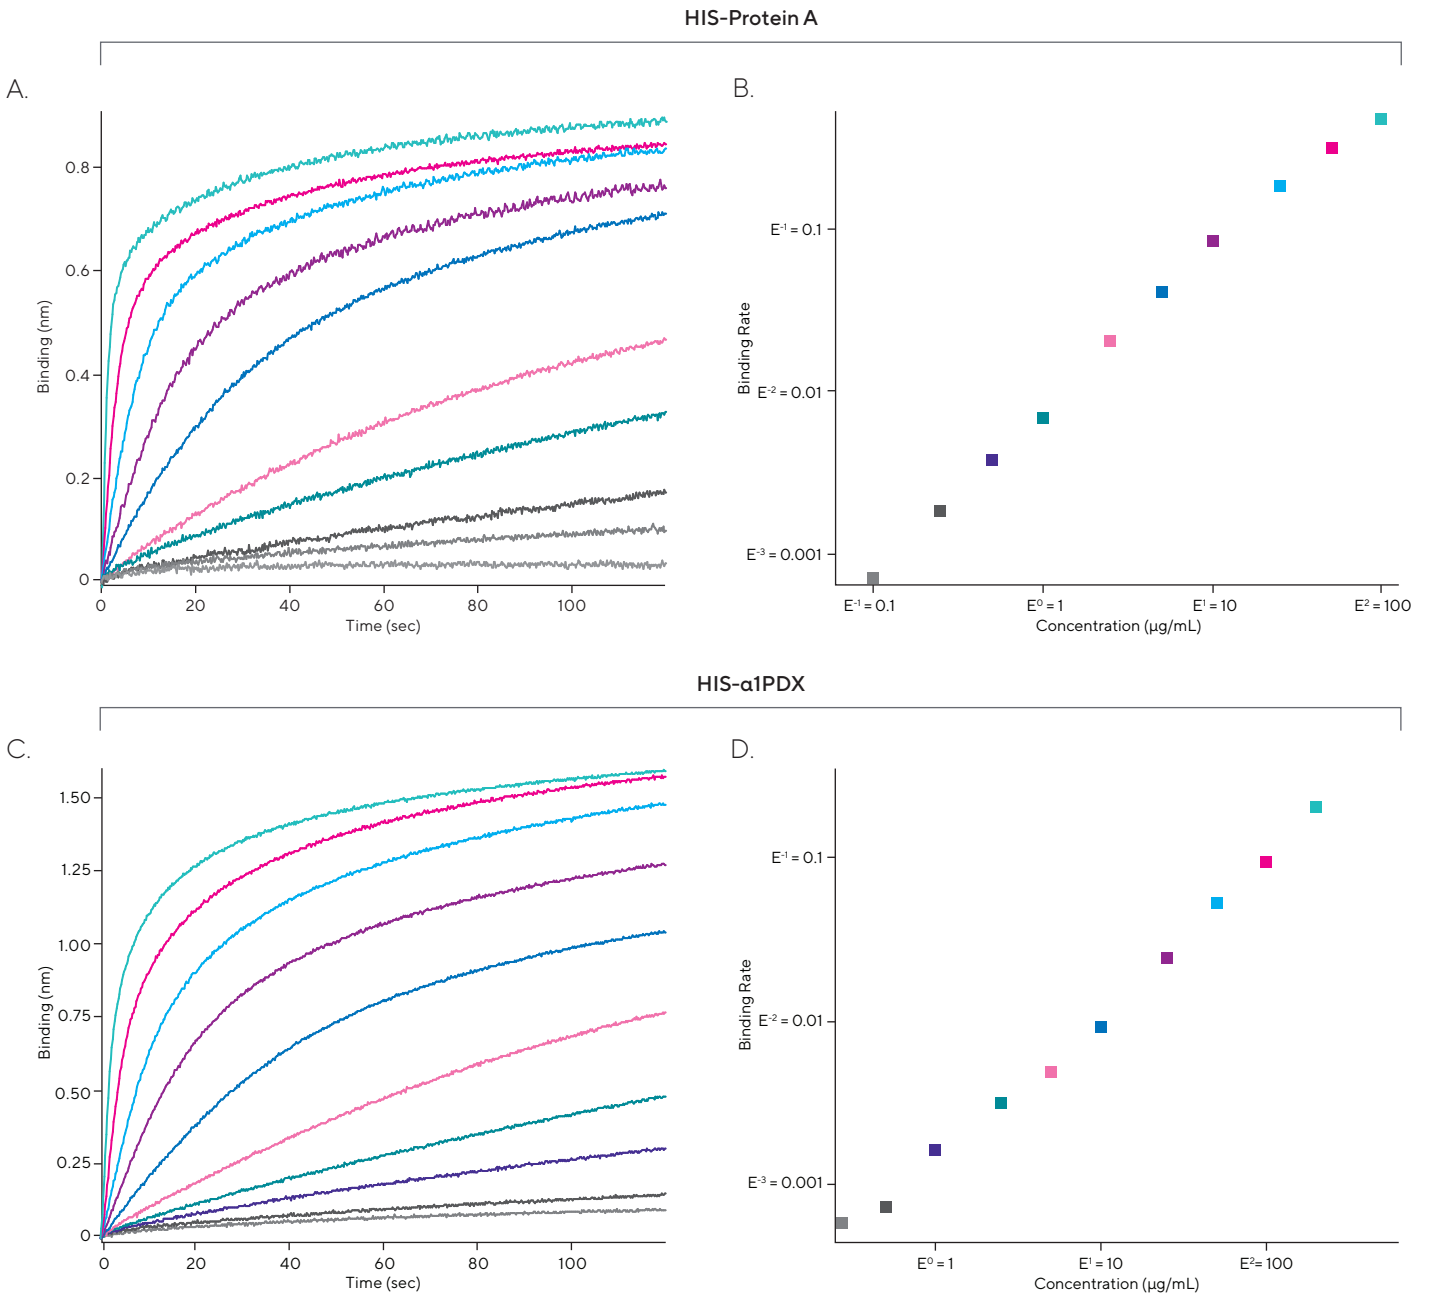 HIS-Protein A
A.
B.
0.8
0.6
0.4
0.2
0
Binding (nm)
0 20 40 60 80 100
Time (sec)
E⁻¹ = 0.1
E⁻² = 0.01
E⁻³ = 0.001
Binding Rate
E⁻¹ = 0.1 E⁰ = 1 E¹ = 10 E² = 100
Concentration (µg/mL)
HIS-α1PDX
C.
D.
1.50
1.25
1.00
0.75
0.50
0.25
0
Binding (nm)
0 20 40 60 80 100
Time (sec)
E⁻¹ = 0.1
E⁻² = 0.01
E⁻³ = 0.001
Binding Rate
E⁰ = 1 E¹ = 10 E²=100
Concentration (µg/mL)